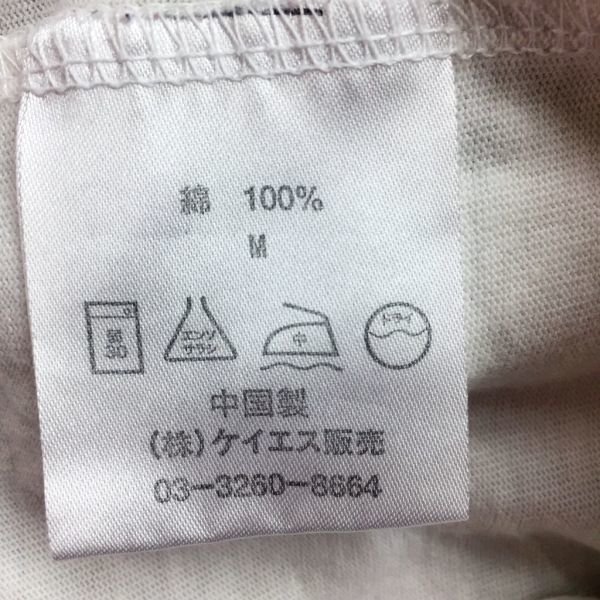 綿 100%
M
弱 30 エンソ サラシ 中 ドライ
中国製
(株)ケイエス販売
03-3260-8664